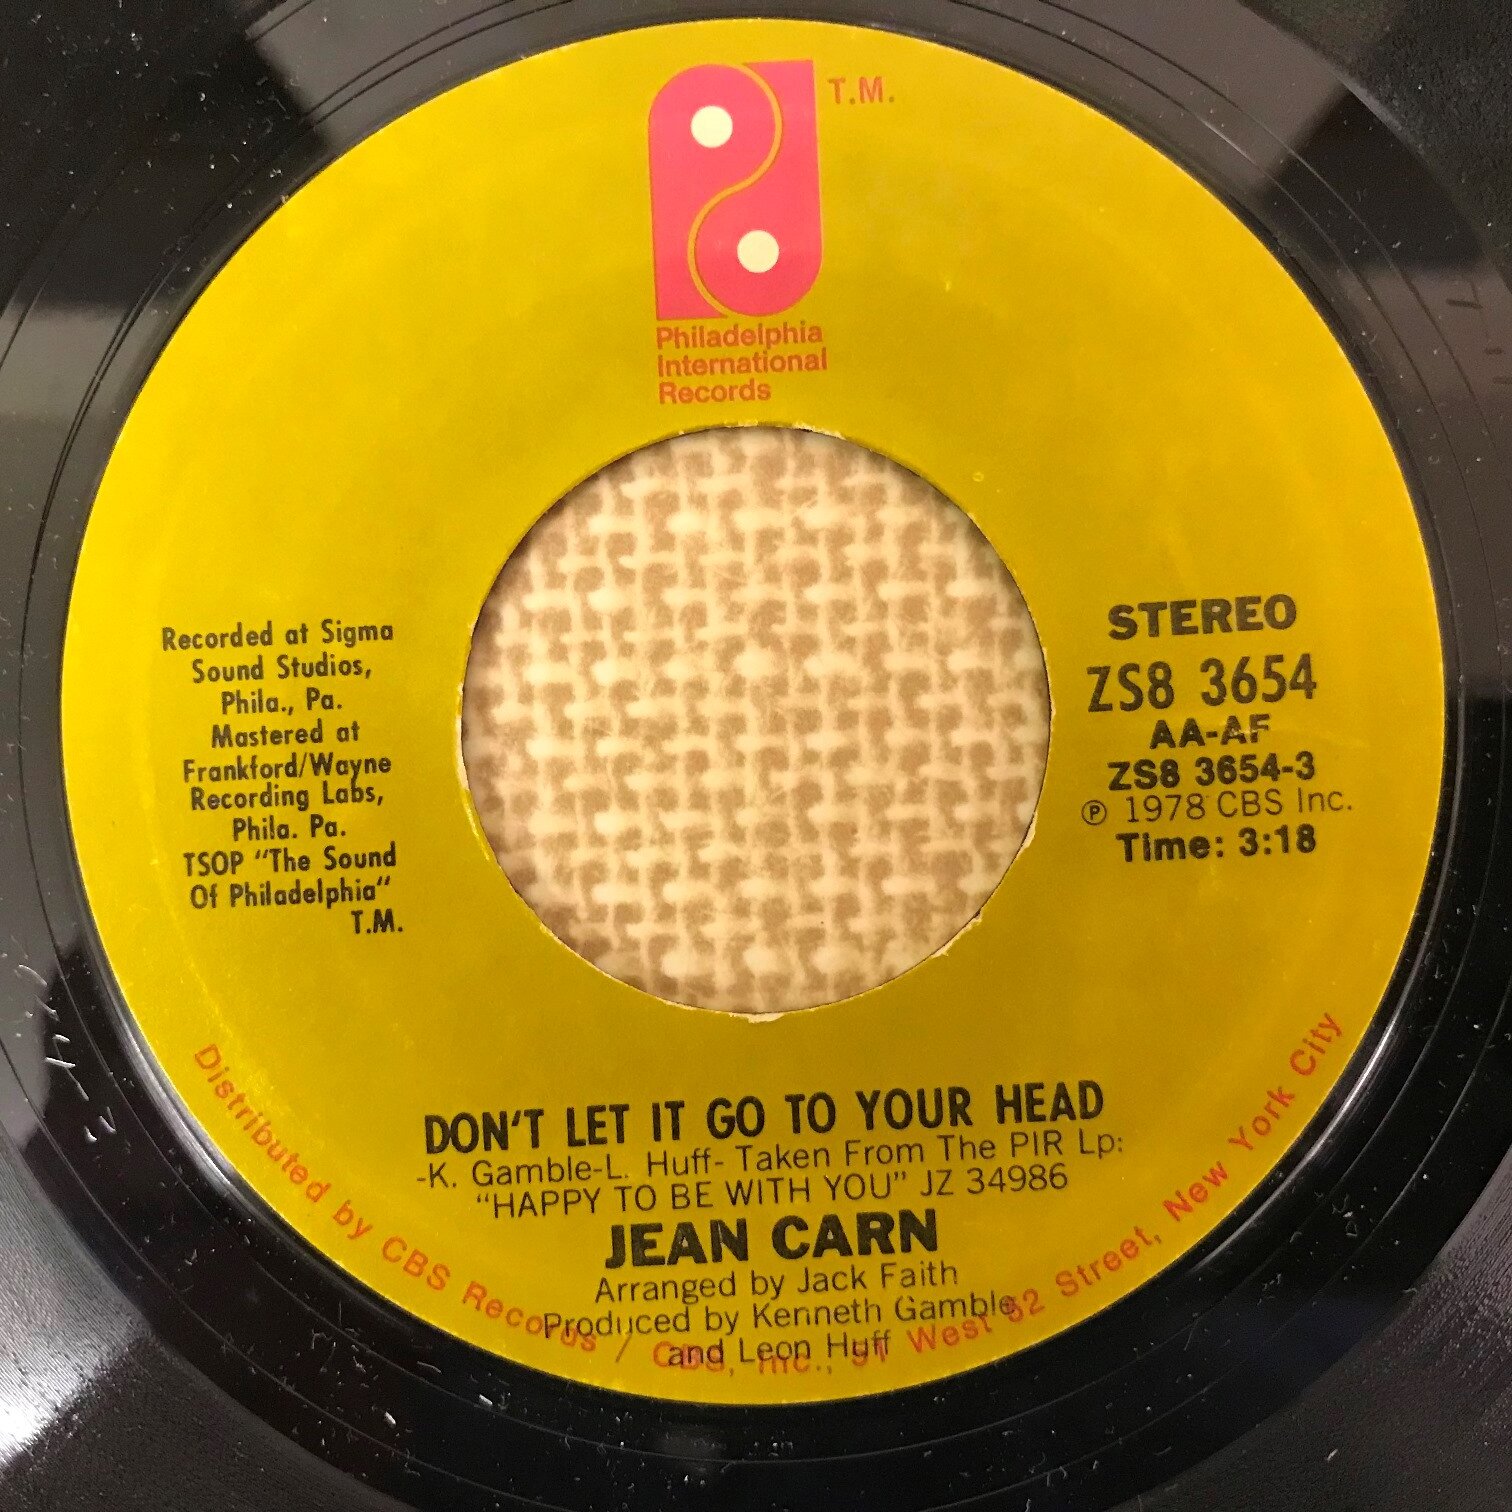 T.M.
Philadelphia
International
Records
Recorded at Sigma
Sound Studios,
Phila., Pa.
Mastered at
Frankford/Wayne
Recording Labs,
Phila. Pa.
TSOP "The Sound
Of Philadelphia"
T.M.
STEREO
ZS8 3654
AA-AF
ZS8 3654-3
Ⓟ 1978 CBS Inc.
Time: 3:18
DON'T LET IT GO TO YOUR HEAD
-K. Gamble-L. Huff- Taken From The PIR Lp:
"HAPPY TO BE WITH YOU" JZ 34986
JEAN CARN
Arranged by Jack Faith
Produced by Kenneth Gamble
and Leon Huff
Distributed by CBS Records / CBS, Inc., 51 West 52 Street, New York City